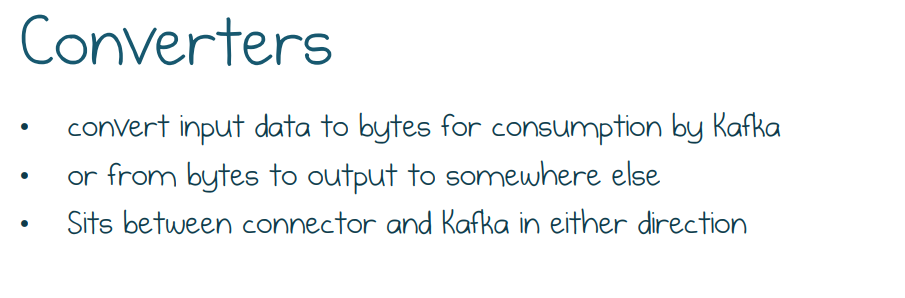 Converters
• convert input data to bytes for consumption by Kafka
• or from bytes to output to somewhere else
• Sits between connector and Kafka in either direction